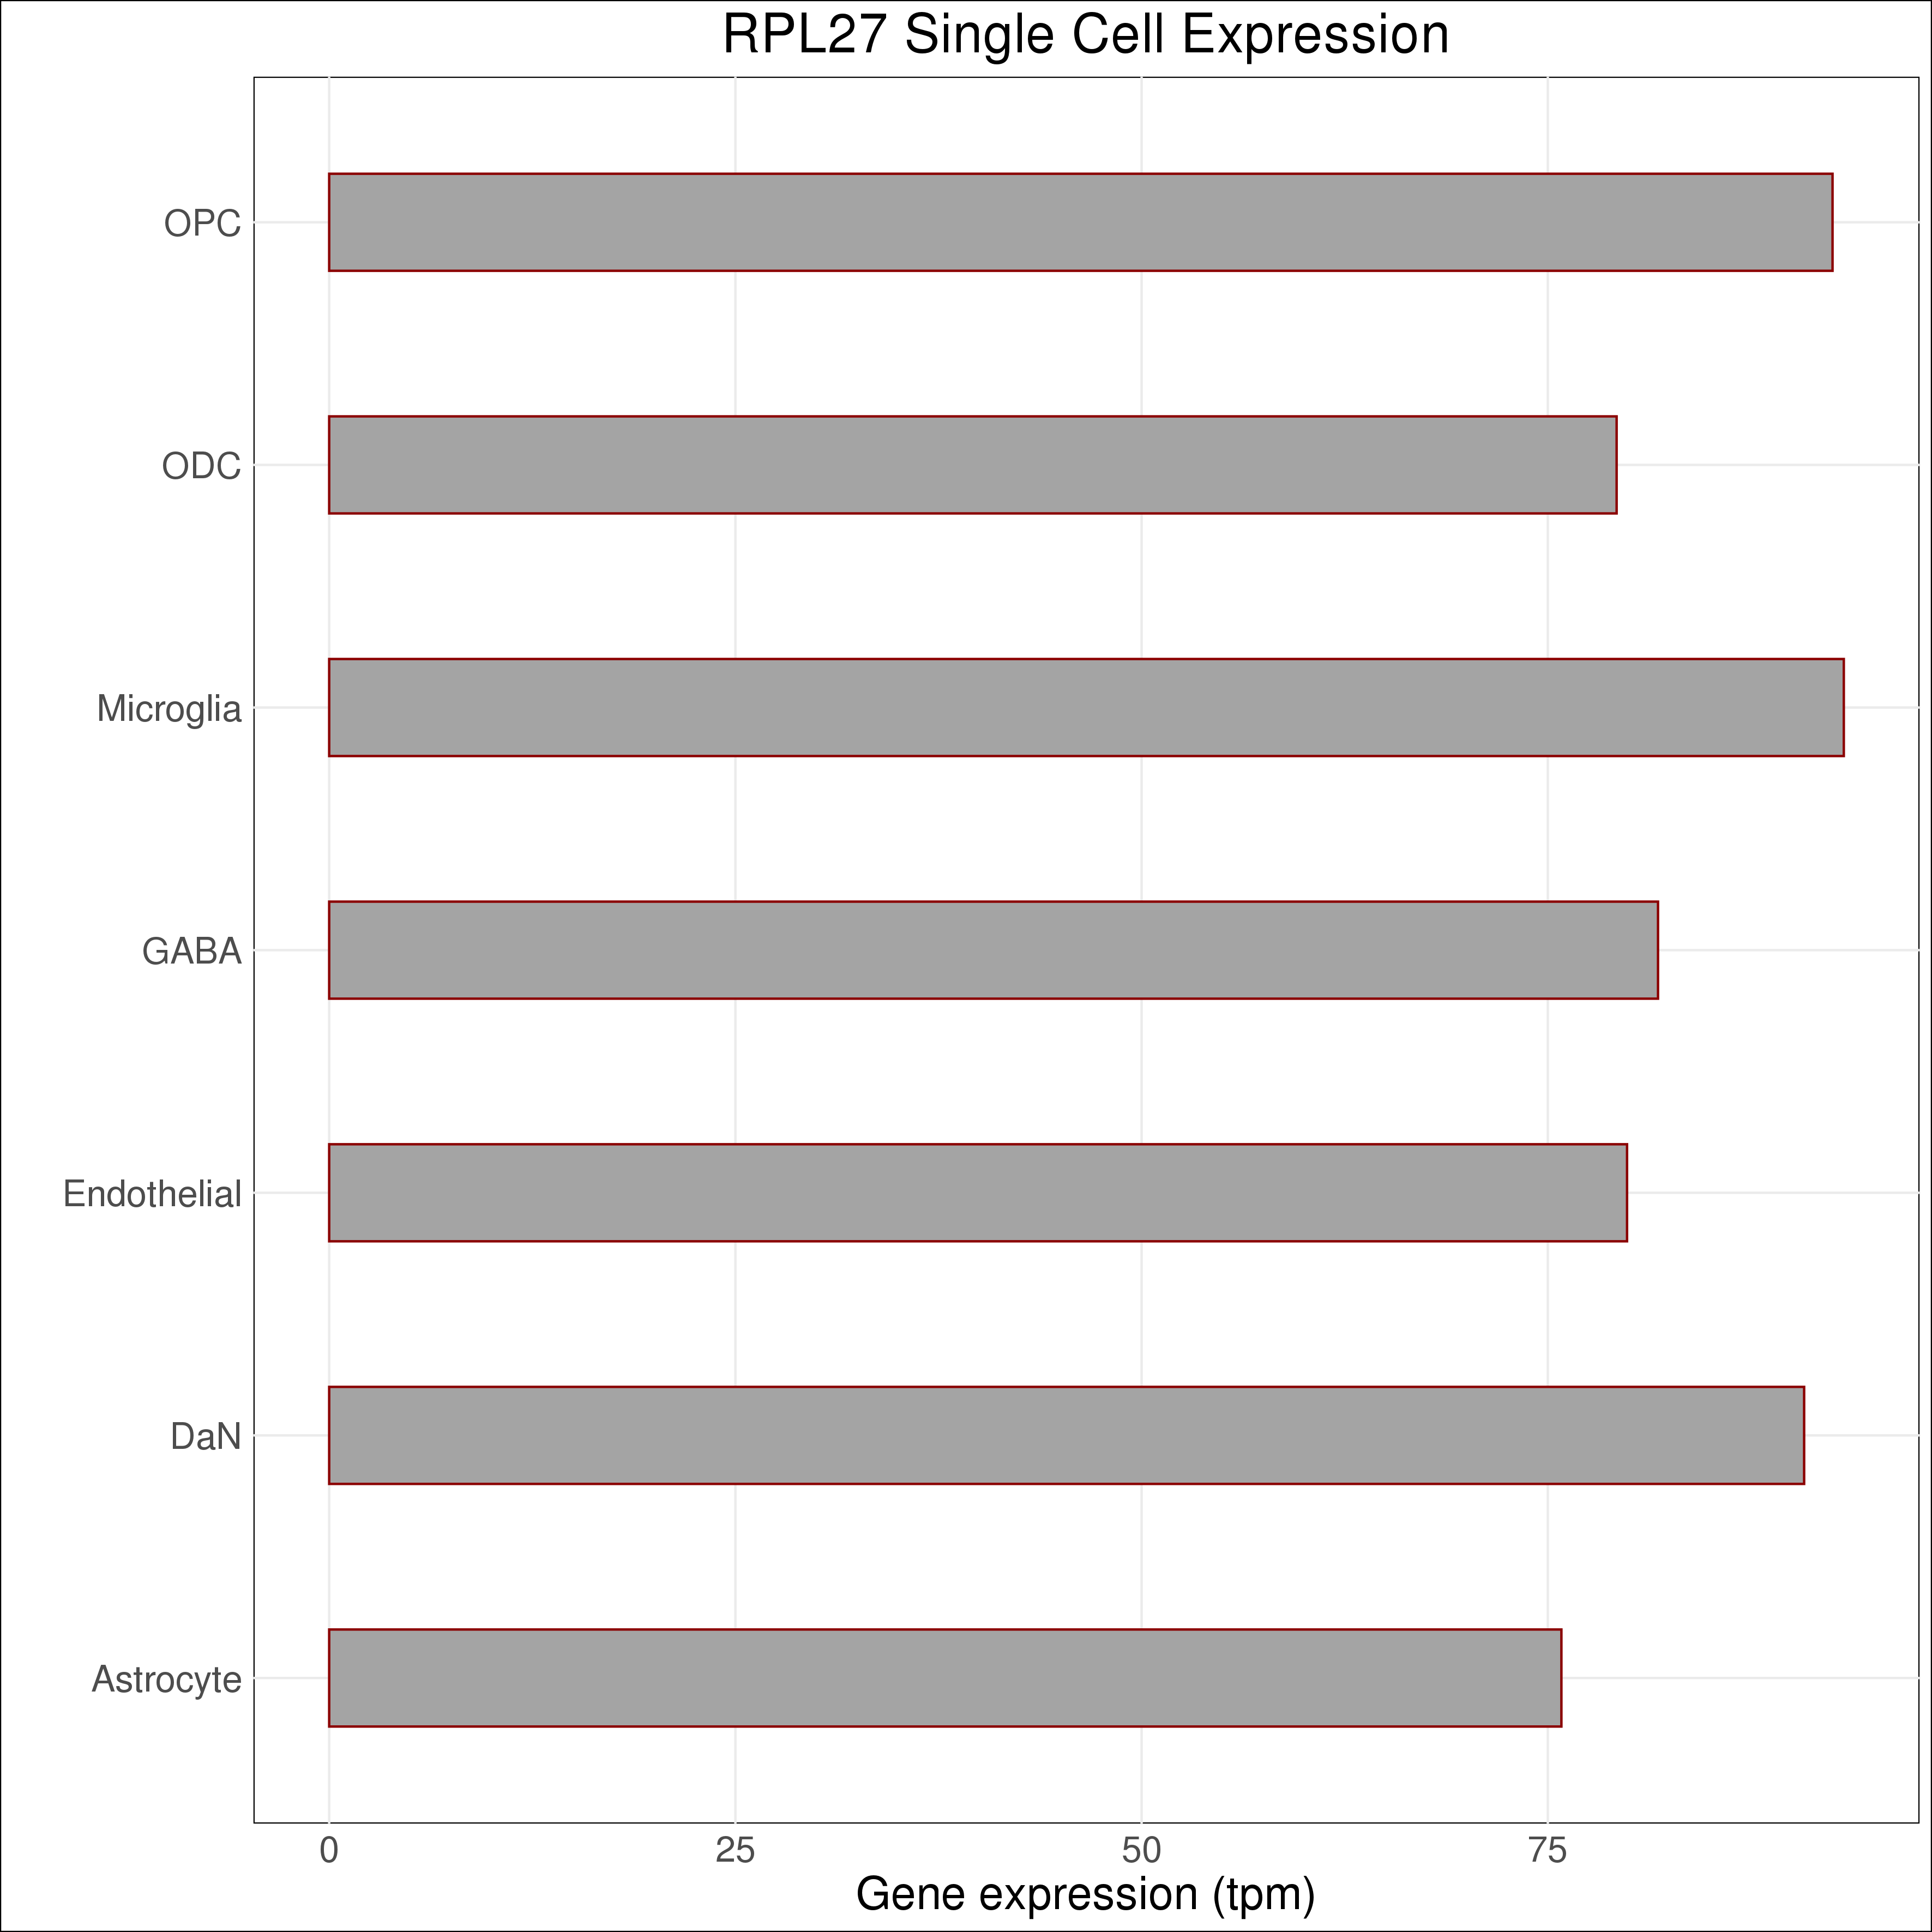 RPL27 Single Cell Expression
OPC
ODC
Microglia
GABA
Endothelial
DaN
Astrocyte
0 25 50 75
Gene expression (tpm)